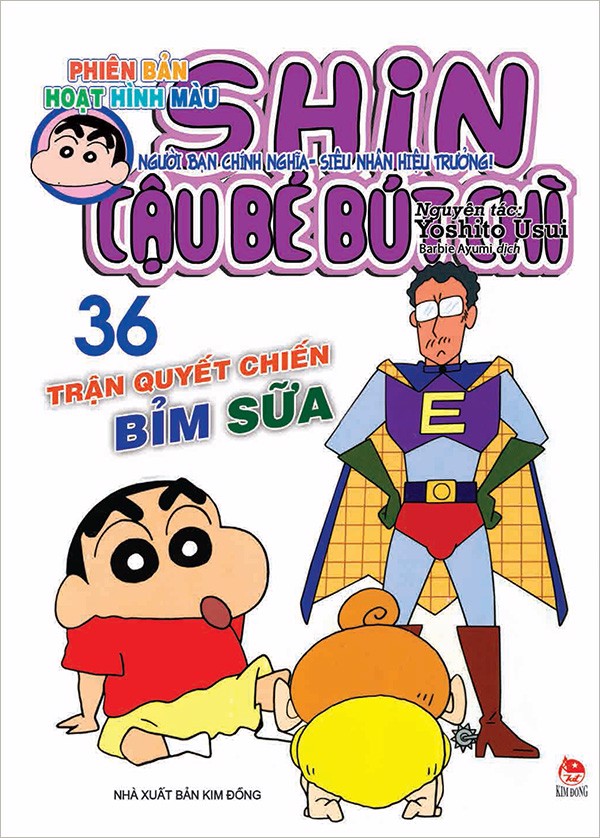 PHIÊN BẢN
HOẠT HÌNH MÀU
SHiN
NGƯỜI BẠN CHÍNH NGHĨA- SIÊU NHÂN HIỆU TRƯỞNG!
CẬU BÉ BÚT CHÌ
Nguyên tác:
Yoshito Usui
Barbie Ayumi dịch
36
TRẬN QUYẾT CHIẾN
BỈM SỮA
E
NHÀ XUẤT BẢN KIM ĐỒNG
KIM ĐỒNG